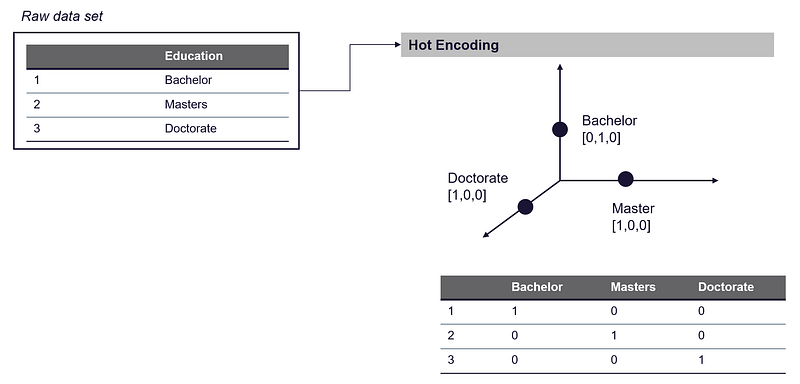 Raw data set
Education
1 Bachelor
2 Masters
3 Doctorate
Hot Encoding
Bachelor
[0,1,0]
Doctorate
[1,0,0]
Master
[1,0,0]
Bachelor Masters Doctorate
1 1 0 0
2 0 1 0
3 0 0 1